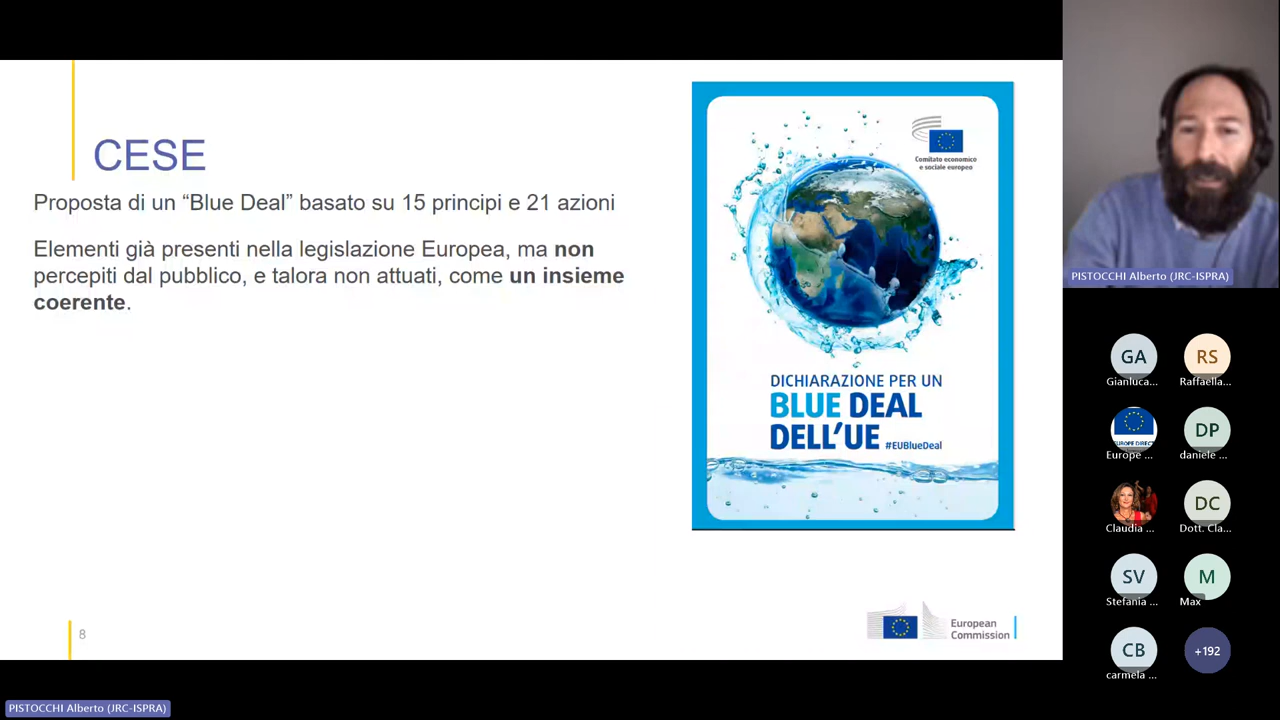 CESE
Proposta di un “Blue Deal” basato su 15 principi e 21 azioni
Elementi già presenti nella legislazione Europea, ma non
percepiti dal pubblico, e talora non attuati, come un insieme
coerente.
Comitato economico
e sociale europeo
DICHIARAZIONE PER UN
BLUE DEAL
DELL'UE #EUBlueDeal
8
European
Commission
PISTOCCHI Alberto (JRC-ISPRA)
GA
Gianluca...
RS
Raffaella...
EUROPE DIRECT
Europe ...
DP
daniele ...
Claudia ...
DC
Dott. Cla...
SV
Stefania ...
M
Max
CB
carmela ...
+192
PISTOCCHI Alberto (JRC-ISPRA)